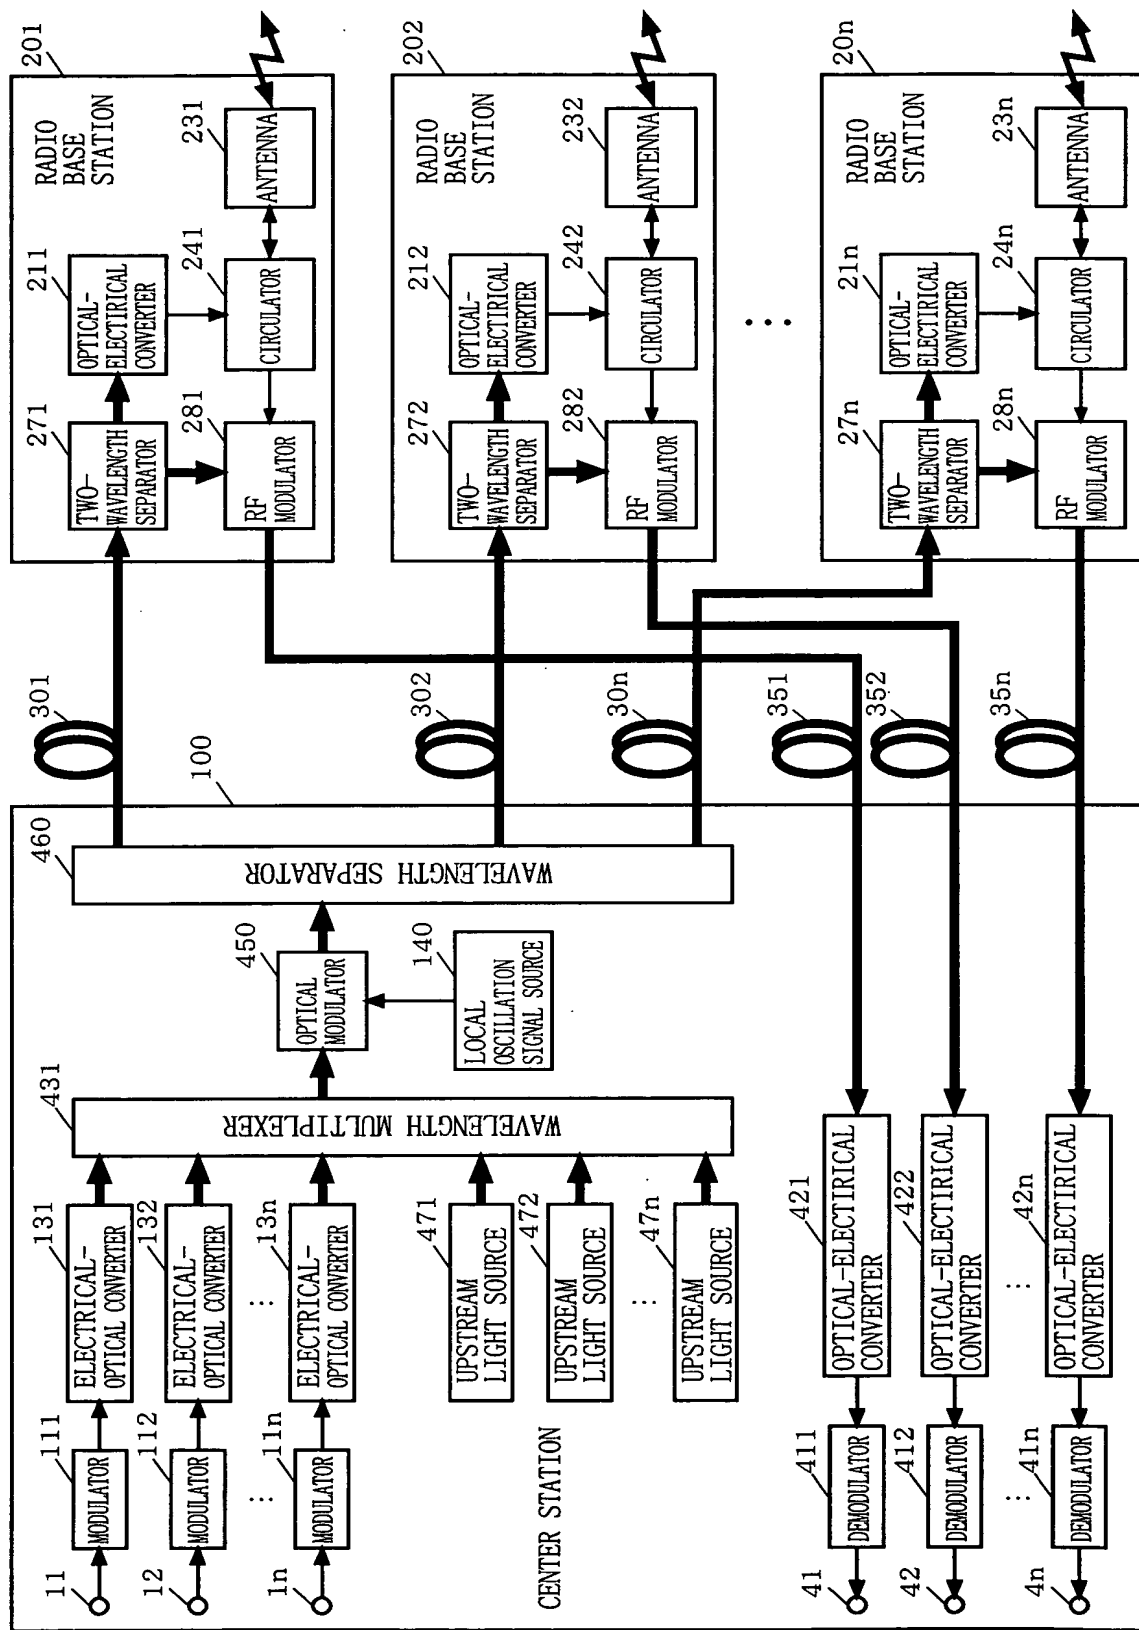 11
111
MODULATOR
131
ELECTRICAL-
OPTICAL CONVERTER
12
112
MODULATOR
132
ELECTRICAL-
OPTICAL CONVERTER
⋮
⋮
1n
11n
MODULATOR
13n
ELECTRICAL-
OPTICAL CONVERTER
471
UPSTREAM
LIGHT SOURCE
472
UPSTREAM
LIGHT SOURCE
⋮
47n
UPSTREAM
LIGHT SOURCE
CENTER STATION
431
WAVELENGTH MULTIPLEXER
450
OPTICAL
MODULATOR
140
LOCAL
OSCILLATION
SIGNAL SOURCE
460
WAVELENGTH SEPARATOR
100
41
411
DEMODULATOR
421
OPTICAL-ELECTIRICAL
CONVERTER
42
412
DEMODULATOR
422
OPTICAL-ELECTIRICAL
CONVERTER
⋮
⋮
4n
41n
DEMODULATOR
42n
OPTICAL-ELECTIRICAL
CONVERTER
301
302
30n
351
352
35n
201
RADIO
BASE
STATION
271
TWO-
WAVELENGTH
SEPARATOR
211
OPTICAL-
ELECTIRICAL
CONVERTER
281
RF
MODULATOR
241
CIRCULATOR
231
ANTENNA
202
RADIO
BASE
STATION
272
TWO-
WAVELENGTH
SEPARATOR
212
OPTICAL-
ELECTIRICAL
CONVERTER
282
RF
MODULATOR
242
CIRCULATOR
232
ANTENNA
⋮
20n
RADIO
BASE
STATION
27n
TWO-
WAVELENGTH
SEPARATOR
21n
OPTICAL-
ELECTIRICAL
CONVERTER
28n
RF
MODULATOR
24n
CIRCULATOR
23n
ANTENNA